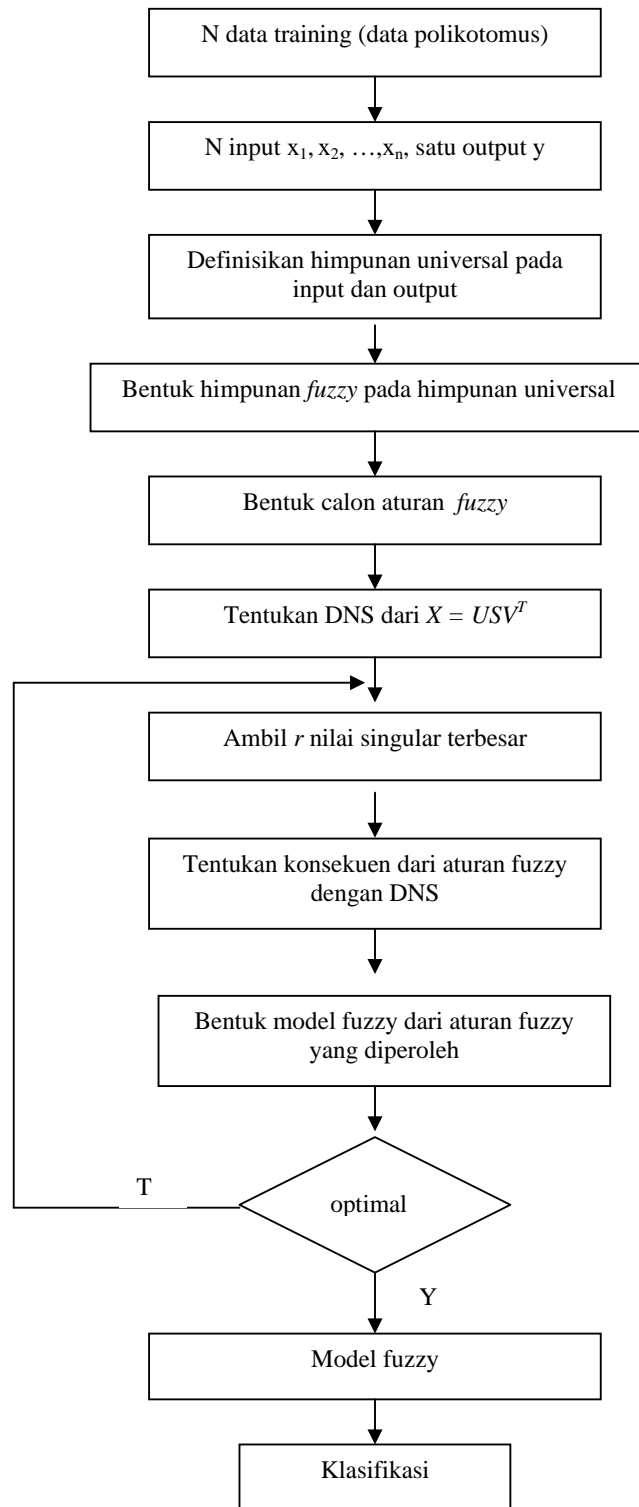 N data training (data polikotomus)
N input x₁, x₂, …,xₙ, satu output y
Definisikan himpunan universal pada
input dan output
Bentuk himpunan fuzzy pada himpunan universal
Bentuk calon aturan fuzzy
Tentukan DNS dari X = USVᵀ
Ambil r nilai singular terbesar
Tentukan konsekuen dari aturan fuzzy
dengan DNS
Bentuk model fuzzy dari aturan fuzzy
yang diperoleh
T
optimal
Y
Model fuzzy
Klasifikasi